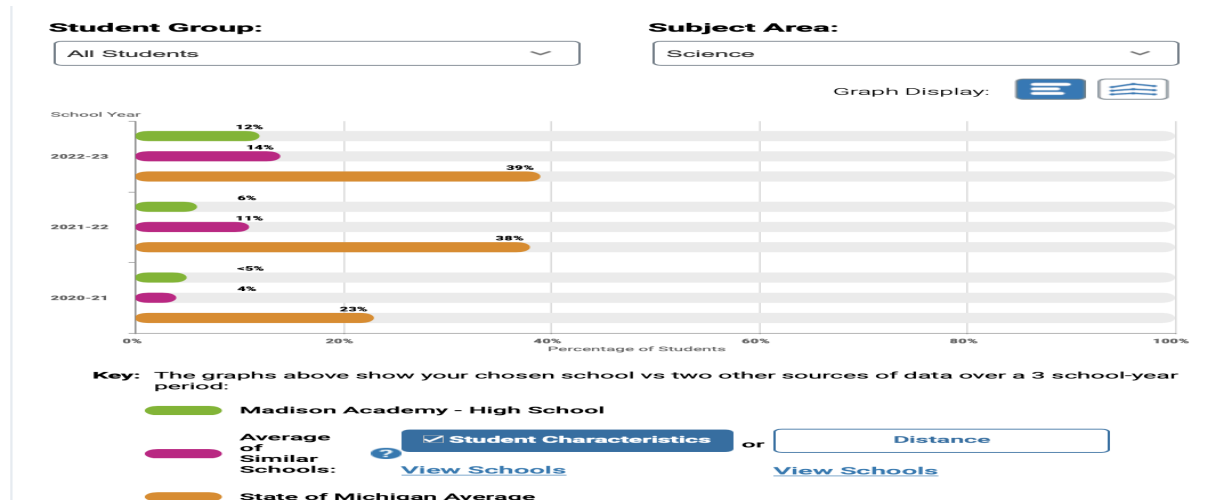 Student Group:
Subject Area:
All Students
Science
Graph Display:
School Year
12%
2022-23
14%
39%
6%
2021-22
11%
38%
<5%
2020-21
4%
23%
0%
20%
40%
60%
80%
100%
Percentage of Students
Key: The graphs above show your chosen school vs two other sources of data over a 3 school-year
period:
Madison Academy - High School
Average
of
Similar
Schools:
?
Student Characteristics
or
Distance
View Schools
View Schools
State of Michigan Average